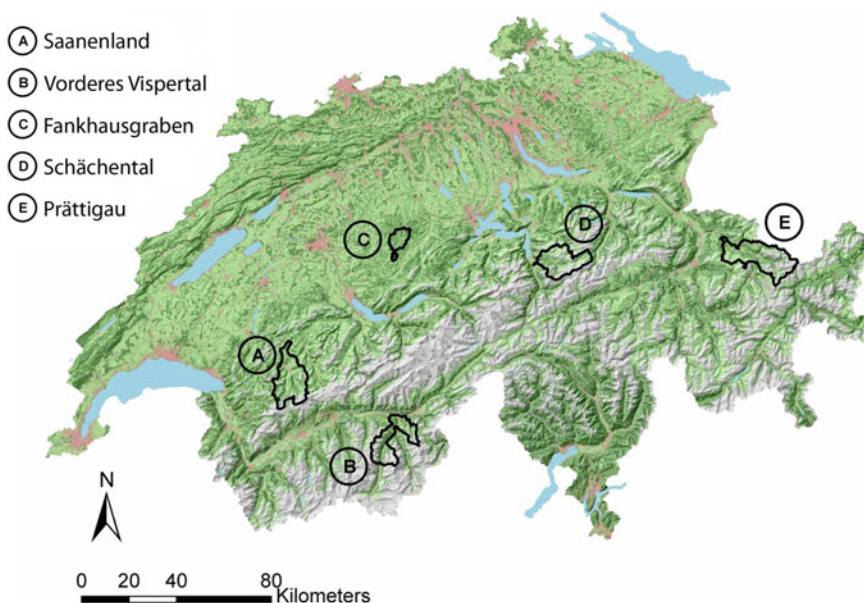 A Saanenland
B Vorderes Vispertal
C Fankhausgraben
D Schächental
E Prättigau
C
D
E
A
B
N
0 20 40 80
Kilometers